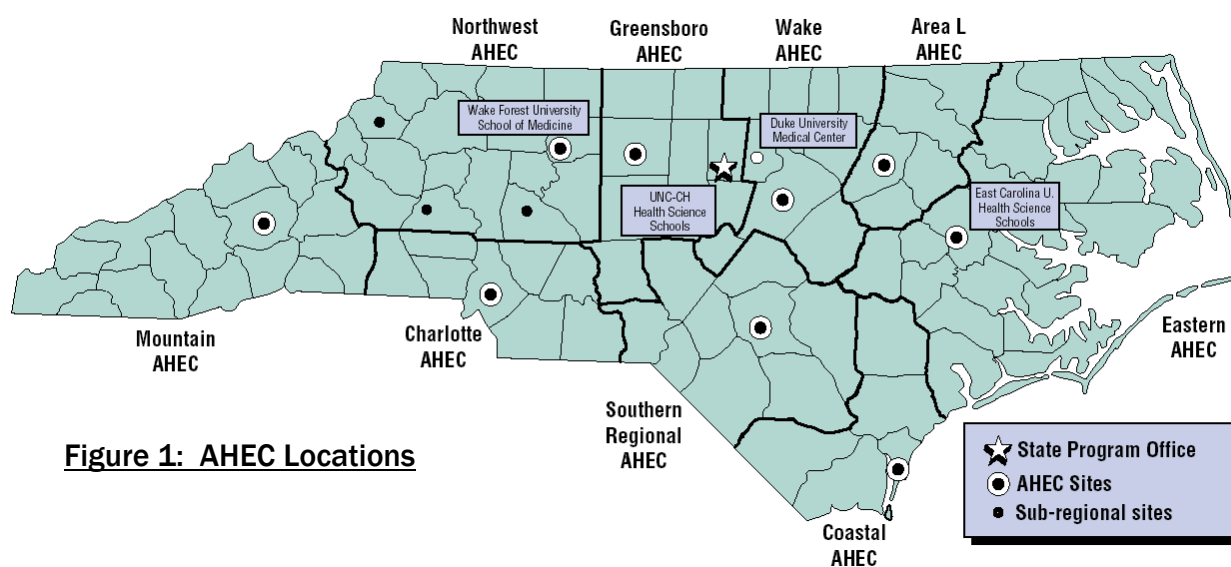 Northwest
AHEC
Greensboro
AHEC
Wake
AHEC
Area L
AHEC
Wake Forest University
School of Medicine
Duke University
Medical Center
UNC-CH
Health Science
Schools
East Carolina U.
Health Science
Schools
Mountain
AHEC
Charlotte
AHEC
Eastern
AHEC
Southern
Regional
AHEC
Coastal
AHEC
Figure 1: AHEC Locations
State Program Office
AHEC Sites
Sub-regional sites